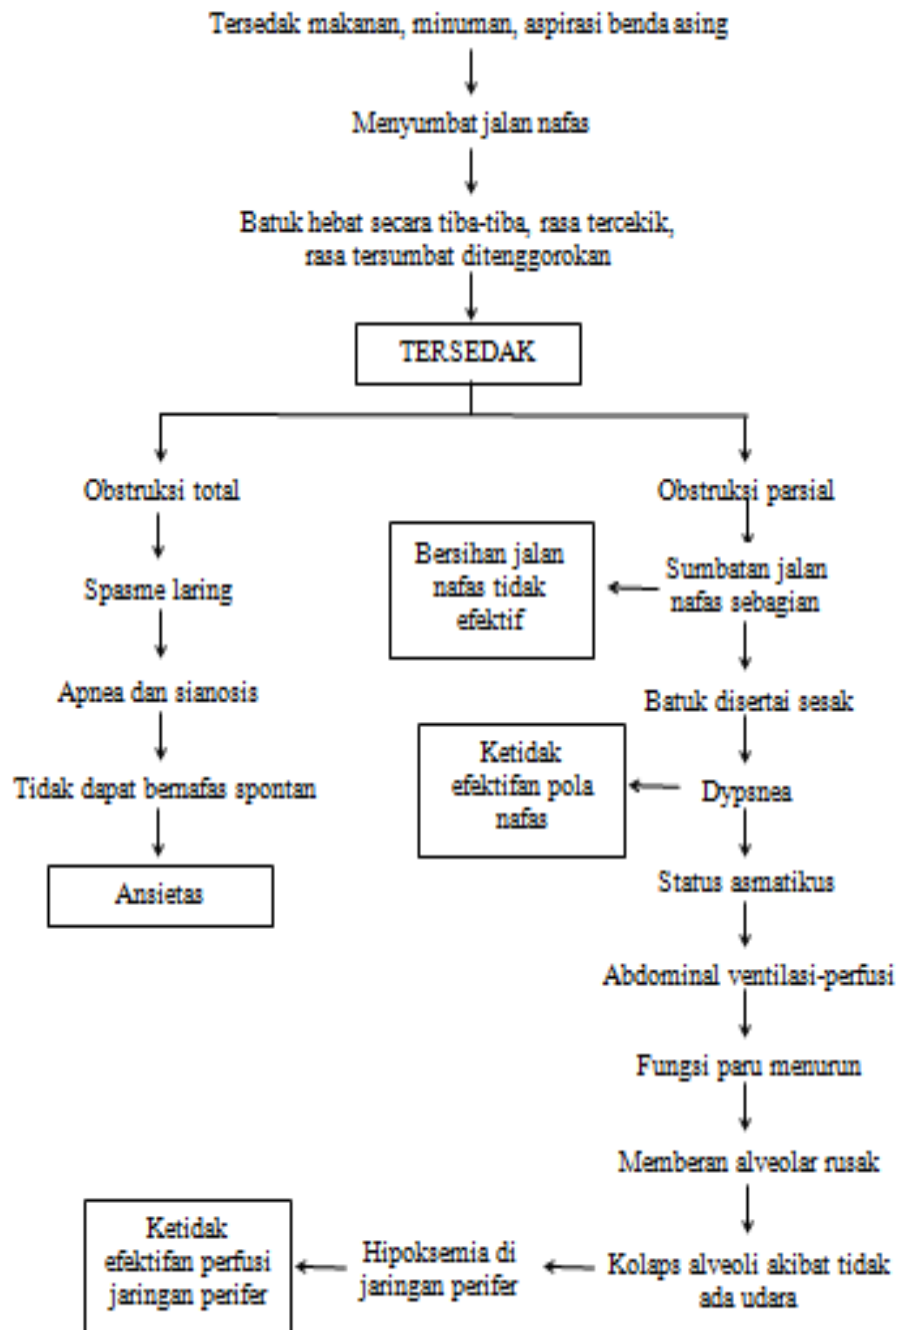 Tersedak makanan, minuman, aspirasi benda asing
Menyumbat jalan nafas
Batuk hebat secara tiba-tiba, rasa tercekik,
rasa tersumbat ditenggorokan
TERSEDAK
Obstruksi total
Spasme laring
Apnea dan sianosis
Tidak dapat bernafas spontan
Ansietas
Obstruksi parsial
Sumbatan jalan
nafas sebagian
Bersihan jalan
nafas tidak
efektif
Batuk disertai sesak
Dypsnea
Ketidak
efektifan pola
nafas
Status asmatikus
Abdominal ventilasi-perfusi
Fungsi paru menurun
Memberan alveolar rusak
Kolaps alveoli akibat tidak
ada udara
Hipoksemia di
jaringan perifer
Ketidak
efektifan perfusi
jaringan perifer